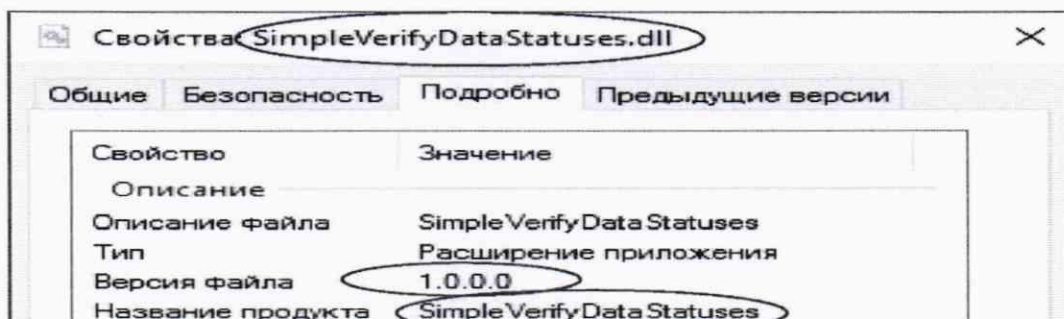 Свойства: SimpleVerifyDataStatuses.dll
Общие Безопасность Подробно Предыдущие версии
Свойство Значение
Описание
Описание файла SimpleVerifyDataStatuses
Тип Расширение приложения
Версия файла 1.0.0.0
Название продукта SimpleVerifyDataStatuses